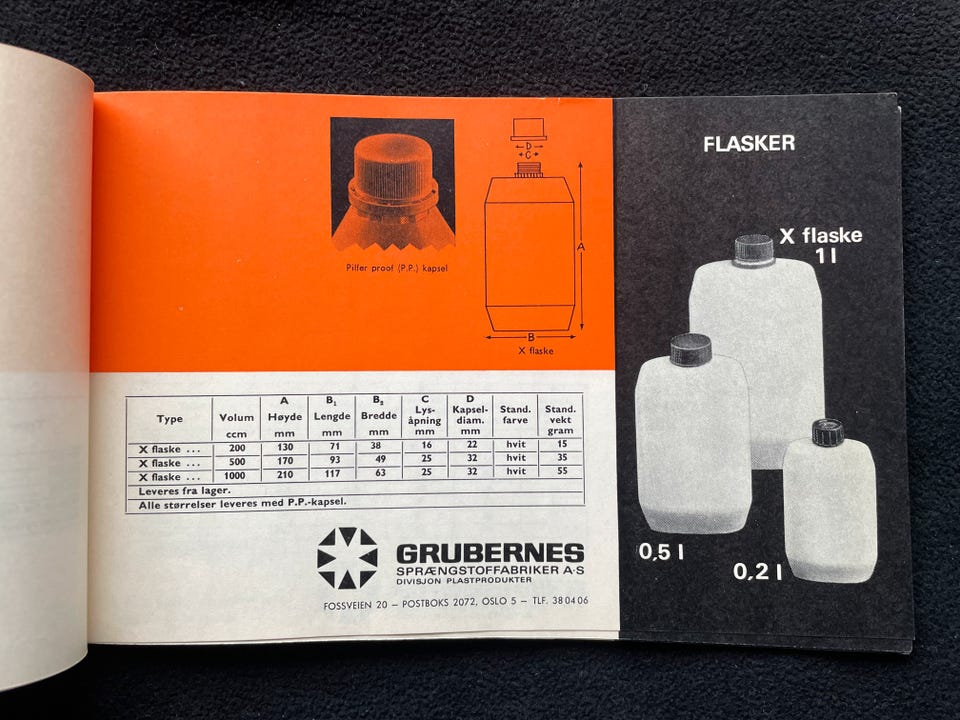 D
C
A
B
Pilfer proof (P.P.) kapsel
X flaske
Type Volum ccm A Høyde mm B₁ Lengde mm B₂ Bredde mm C Lys-åpning mm D Kapsel-diam. mm Stand. farve Stand. vekt gram
X flaske ... 200 130 71 38 16 22 hvit 15
X flaske ... 500 170 93 49 25 32 hvit 35
X flaske ... 1000 210 117 63 25 32 hvit 55
Leveres fra lager.
Alle størrelser leveres med P.P.-kapsel.
GRUBERNES
SPRÆNGSTOFFABRIKER A·S
DIVISJON PLASTPRODUKTER
FOSSVEIEN 20 – POSTBOKS 2072, OSLO 5 – TLF. 38 04 06
FLASKER
X flaske
1 l
0,5 l
0,2 l